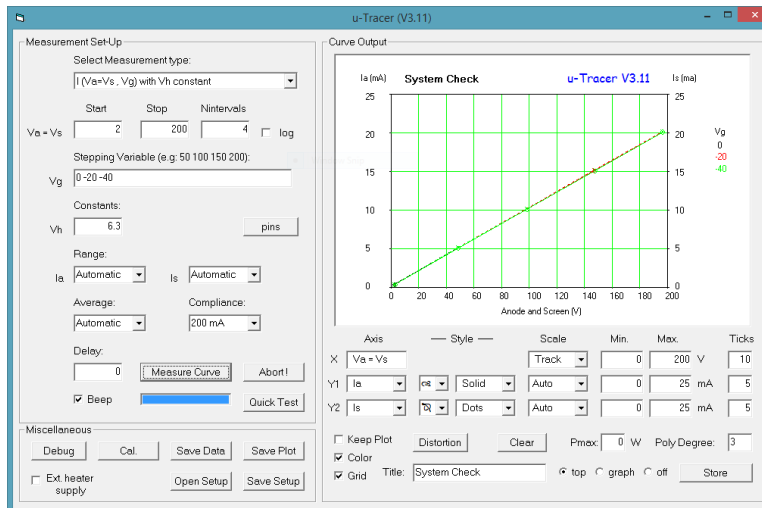 u-Tracer (V3.11)
Measurement Set-Up
Select Measurement type:
I (Va=Vs , Vg) with Vh constant
Start Stop Nintervals
Va = Vs 2 200 4 log
Stepping Variable (e.g: 50 100 150 200):
Vg 0 -20 -40
Constants:
Vh 6.3 pins
Range:
Ia Automatic Is Automatic
Average: Compliance:
Automatic 200 mA
Delay:
0 Measure Curve Abort !
Beep Quick Test
Miscellaneous
Debug Cal. Save Data Save Plot
Ext. heater supply Open Setup Save Setup
Curve Output
Ia (mA) System Check u-Tracer V3.11 Is (ma)
25 25
20 20
15 15
10 10
5 5
0 0
Vg
0
-20
-40
0 20 40 60 80 100 120 140 160 180 200
Anode and Screen (V)
Axis Style Scale Min. Max. Ticks
X Va = Vs Track 0 200 V 10
Y1 Ia Solid Auto 0 25 mA 5
Y2 Is Dots Auto 0 25 mA 5
Keep Plot Distortion Clear Pmax: 0 W Poly Degree: 3
Color
Grid Title: System Check top graph off Store